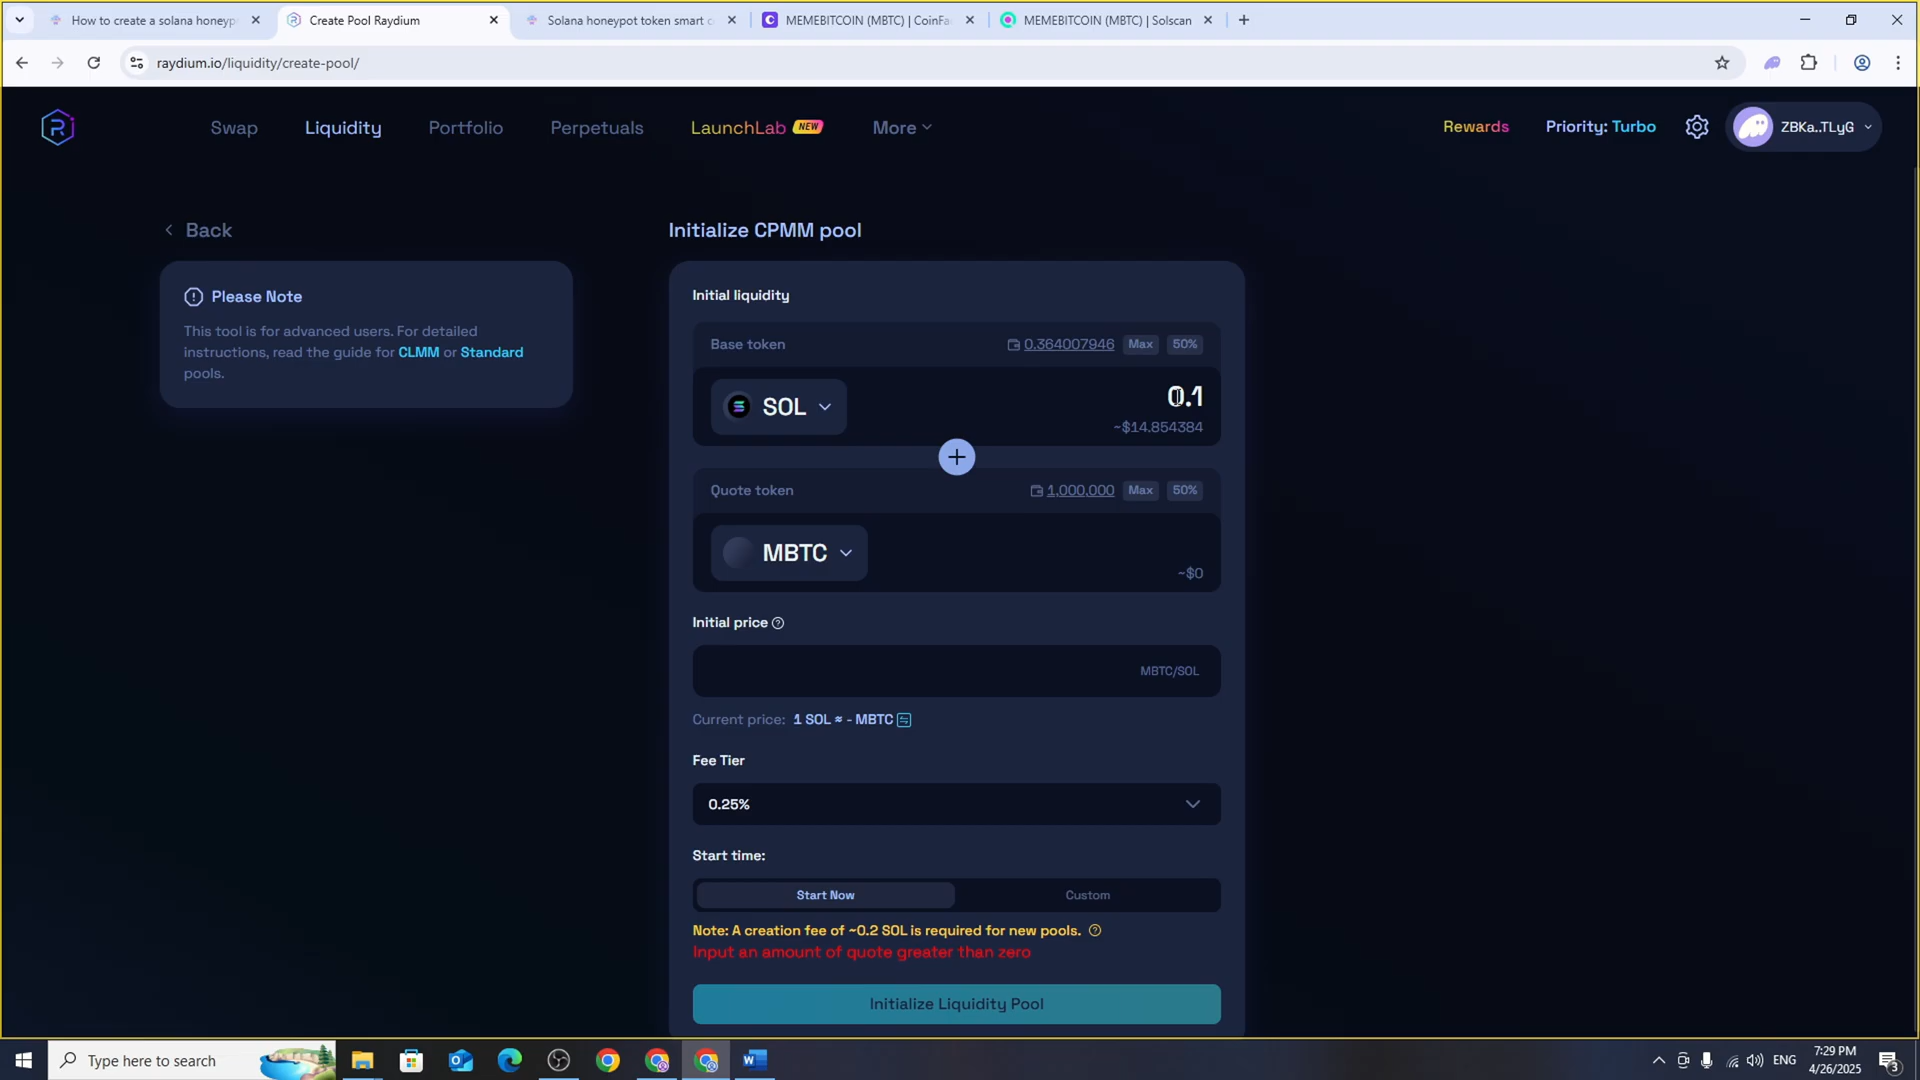 How to create a solana honeyp
Create Pool Raydium
Solana honeypot token smart c
MEMEBITCOIN (MBTC) | CoinFa
MEMEBITCOIN (MBTC) | Solscan
raydium.io/liquidity/create-pool/
Swap
Liquidity
Portfolio
Perpetuals
LaunchLab NEW
More
Rewards
Priority: Turbo
ZBKa..TLyG
Back
Initialize CPMM pool
Please Note
This tool is for advanced users. For detailed
instructions, read the guide for CLMM or Standard
pools.
Initial liquidity
Base token
0.364007946
Max
50%
SOL
0.1
~$14.854384
Quote token
1,000,000
Max
50%
MBTC
~$0
Initial price
MBTC/SOL
Current price: 1 SOL ≈ - MBTC
Fee Tier
0.25%
Start time:
Start Now
Custom
Note: A creation fee of ~0.2 SOL is required for new pools.
Input an amount of quote greater than zero
Initialize Liquidity Pool
Type here to search
ENG
7:29 PM
4/26/2025
3